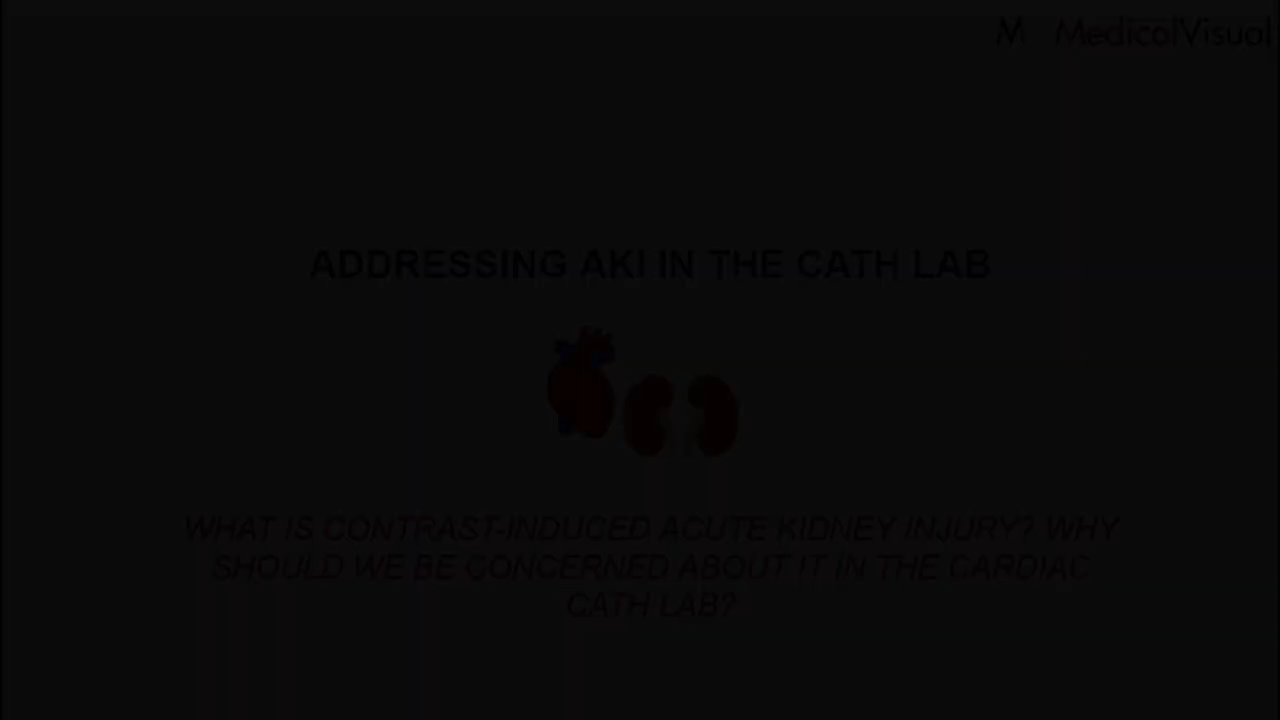 M MedicalVisual
ADDRESSING AKI IN THE CATH LAB
WHAT IS CONTRAST-INDUCED ACUTE KIDNEY INJURY? WHY
SHOULD WE BE CONCERNED ABOUT IT IN THE CARDIAC
CATH LAB?